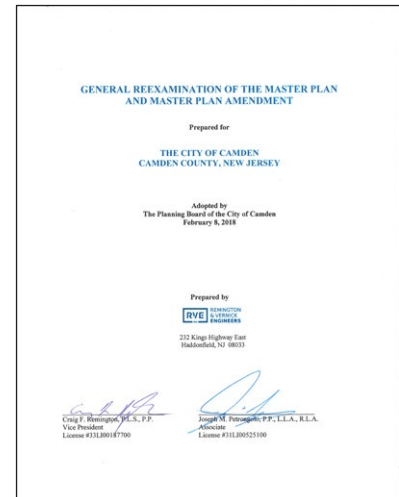 GENERAL REEXAMINATION OF THE MASTER PLAN
AND MASTER PLAN AMENDMENT
Prepared for
THE CITY OF CAMDEN
CAMDEN COUNTY, NEW JERSEY
Adopted by
The Planning Board of the City of Camden
February 8, 2018
Prepared by
RVE REMINGTON
& VERNICK
ENGINEERS
232 Kings Highway East
Haddonfield, NJ 08033
Craig F. Remington, P.L.S., P.P.
Vice President
License #33LI00187700
Joseph M. Petrongolo, P.P., L.L.A., R.L.A.
Associate
License #31LI00525100